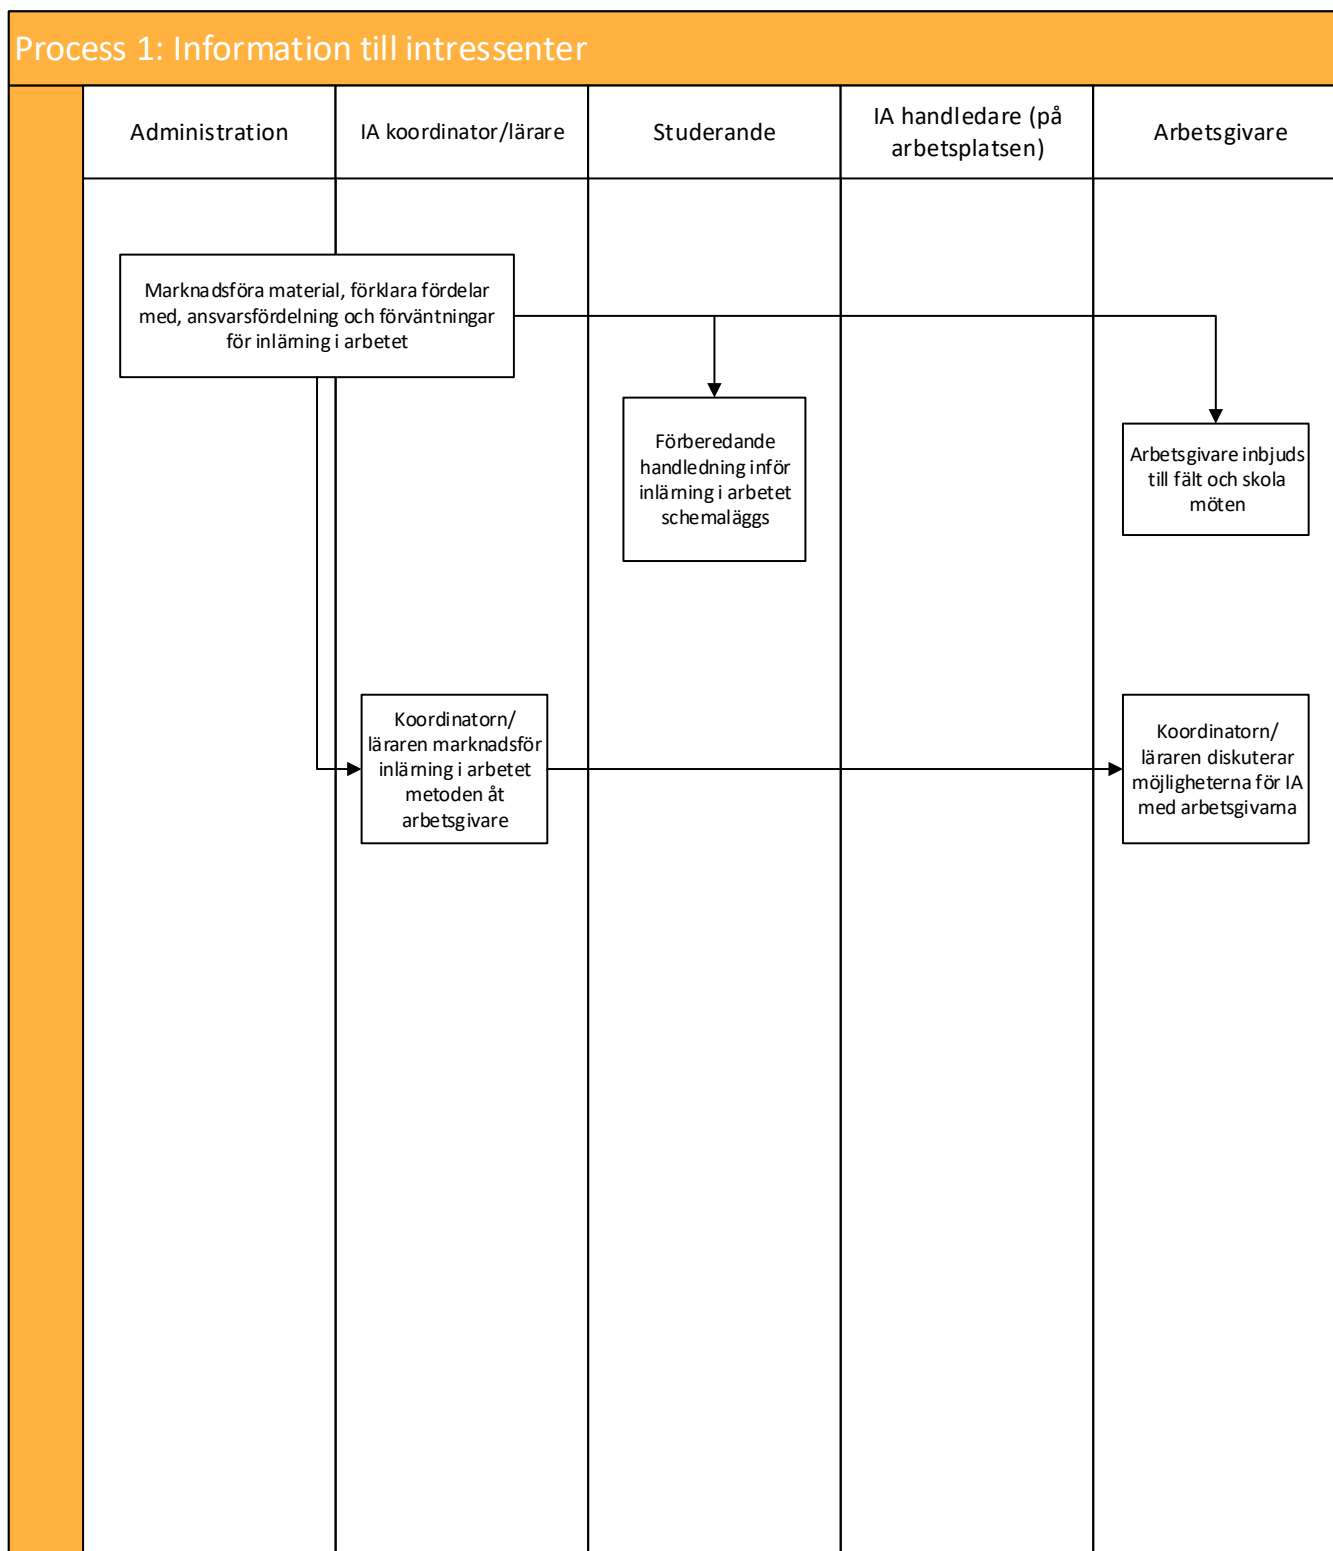 Process 1: Information till intressenter
Administration
IA koordinator/lärare
Studerande
IA handledare (på
arbetsplatsen)
Arbetsgivare
Marknadsföra material, förklara fördelar
med, ansvarsfördelning och förväntningar
för inlärning i arbetet
Förberedande
handledning inför
inlärning i arbetet
schemaläggs
Arbetsgivare inbjuds
till fält och skola
möten
Koordinatorn/
läraren marknadsför
inlärning i arbetet
metoden åt
arbetsgivare
Koordinatorn/
läraren diskuterar
möjligheterna för IA
med arbetsgivarna